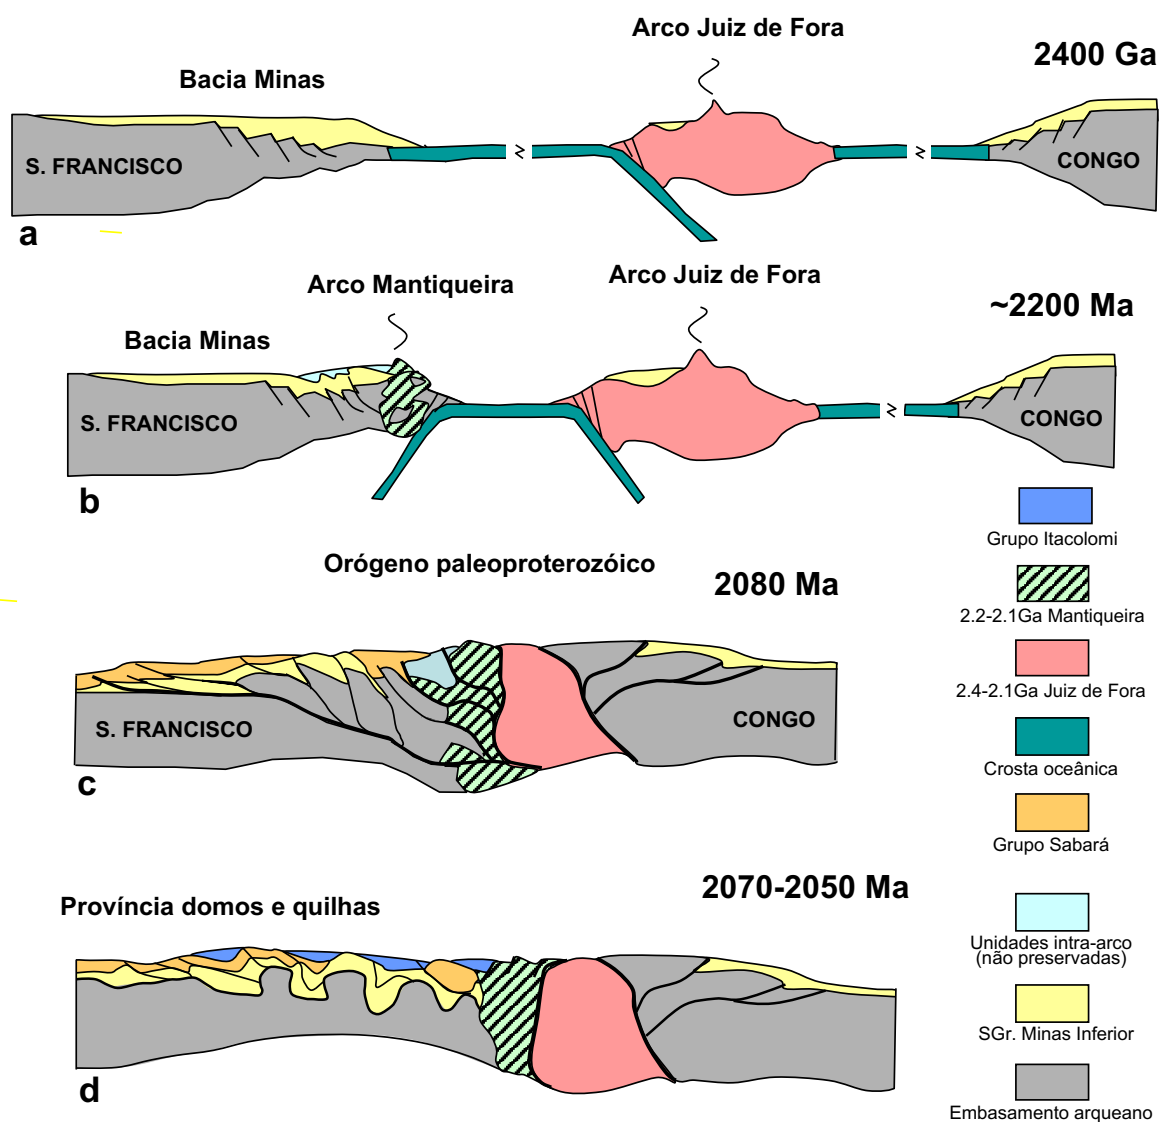 Arco Juiz de Fora
2400 Ga
Bacia Minas
S. FRANCISCO
CONGO
a
Arco Mantiqueira
Arco Juiz de Fora
~2200 Ma
Bacia Minas
S. FRANCISCO
CONGO
b
Orógeno paleoproterozóico
2080 Ma
S. FRANCISCO
CONGO
c
2070-2050 Ma
Província domos e quilhas
d
Grupo Itacolomi
2.2-2.1Ga Mantiqueira
2.4-2.1Ga Juiz de Fora
Crosta oceânica
Grupo Sabará
Unidades intra-arco
(não preservadas)
SGr. Minas Inferior
Embasamento arqueano